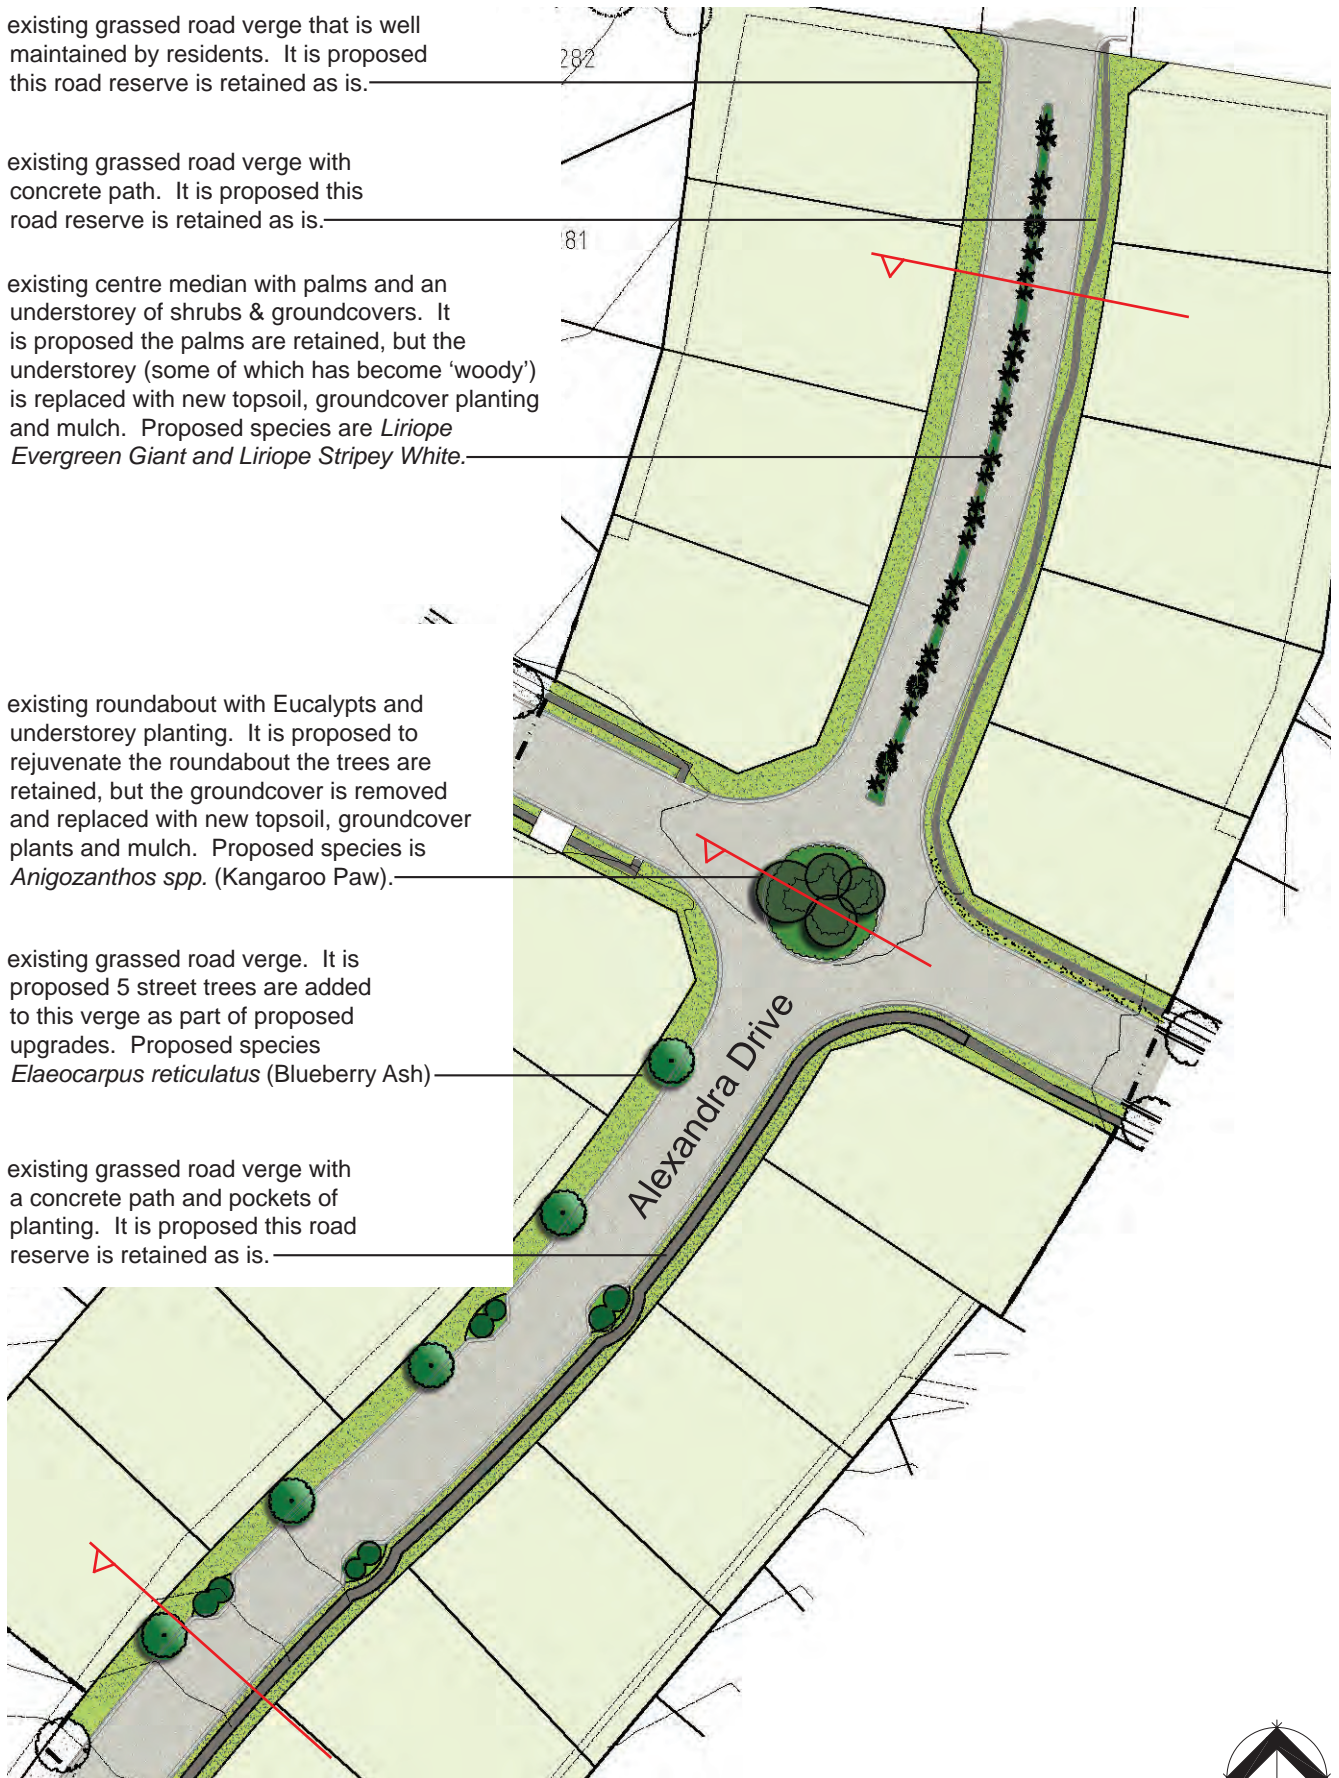 existing grassed road verge that is well
maintained by residents. It is proposed
this road reserve is retained as is.
282
existing grassed road verge with
concrete path. It is proposed this
road reserve is retained as is.
281
existing centre median with palms and an
understorey of shrubs & groundcovers. It
is proposed the palms are retained, but the
understorey (some of which has become ‘woody’)
is replaced with new topsoil, groundcover planting
and mulch. Proposed species are Liriope
Evergreen Giant and Liriope Stripey White.
existing roundabout with Eucalypts and
understorey planting. It is proposed to
rejuvenate the roundabout the trees are
retained, but the groundcover is removed
and replaced with new topsoil, groundcover
plants and mulch. Proposed species is
Anigozanthos spp. (Kangaroo Paw).
existing grassed road verge. It is
proposed 5 street trees are added
to this verge as part of proposed
upgrades. Proposed species
Elaeocarpus reticulatus (Blueberry Ash)
Alexandra Drive
existing grassed road verge with
a concrete path and pockets of
planting. It is proposed this road
reserve is retained as is.